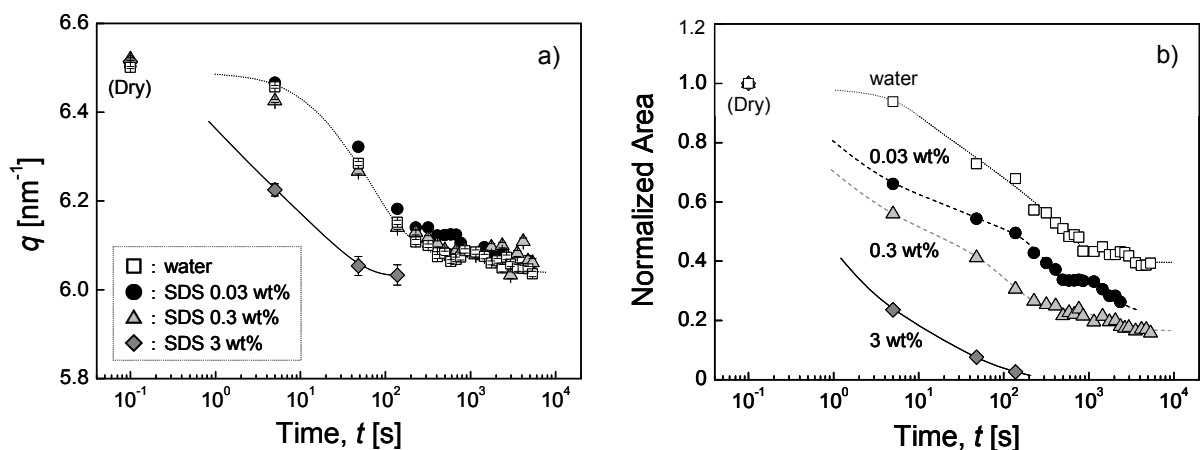 a)
6.6
6.4
6.2
6.0
5.8
q [nm⁻¹]
(Dry)
: water
: SDS 0.03 wt%
: SDS 0.3 wt%
: SDS 3 wt%
10⁻¹ 10⁰ 10¹ 10² 10³ 10⁴
Time, t [s]
b)
1.2
1.0
0.8
0.6
0.4
0.2
0
Normalized Area
(Dry)
water
0.03 wt%
0.3 wt%
3 wt%
10⁻¹ 10⁰ 10¹ 10² 10³ 10⁴
Time, t [s]